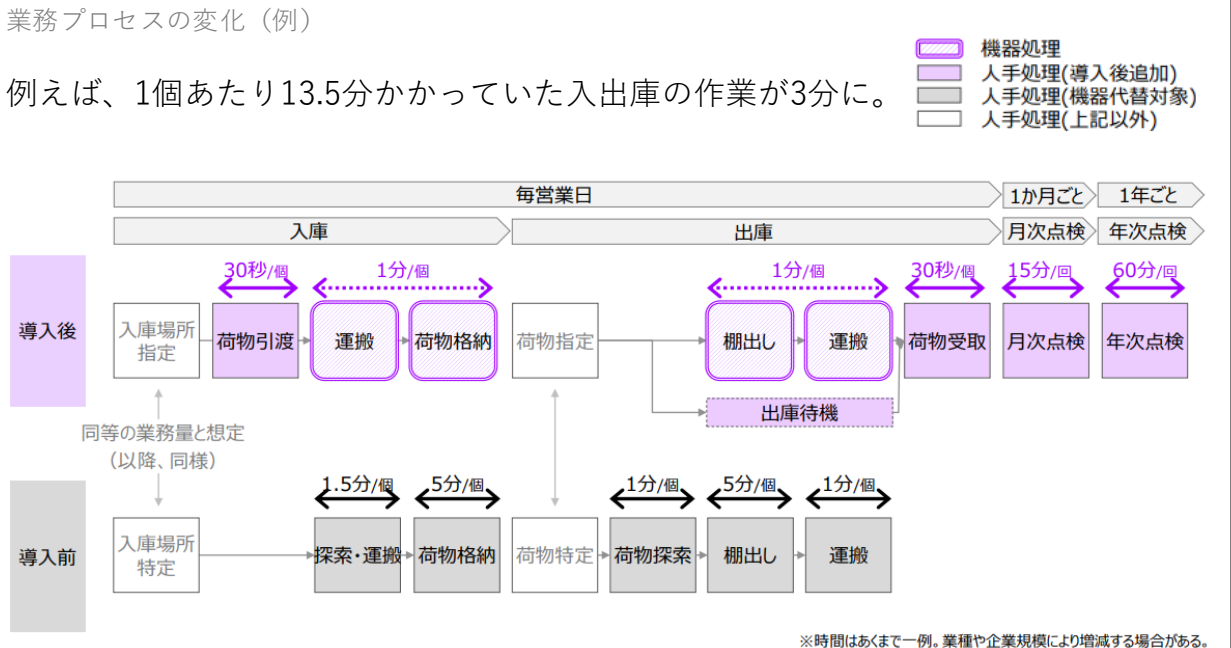 業務プロセスの変化（例）
例えば、1個あたり13.5分かかっていた入出庫の作業が3分に。
機器処理
人手処理(導入後追加)
人手処理(機器代替対象)
人手処理(上記以外)
毎営業日
1か月ごと
1年ごと
入庫
出庫
月次点検
年次点検
30秒/個
1分/個
1分/個
30秒/個
15分/回
60分/回
導入後
入庫場所
指定
荷物引渡
運搬
荷物格納
荷物指定
棚出し
運搬
荷物受取
月次点検
年次点検
出庫待機
同等の業務量と想定
(以降、同様)
1.5分/個
5分/個
1分/個
5分/個
1分/個
導入前
入庫場所
特定
探索・運搬
荷物格納
荷物特定
荷物探索
棚出し
運搬
※時間はあくまで一例。業種や企業規模により増減する場合がある。